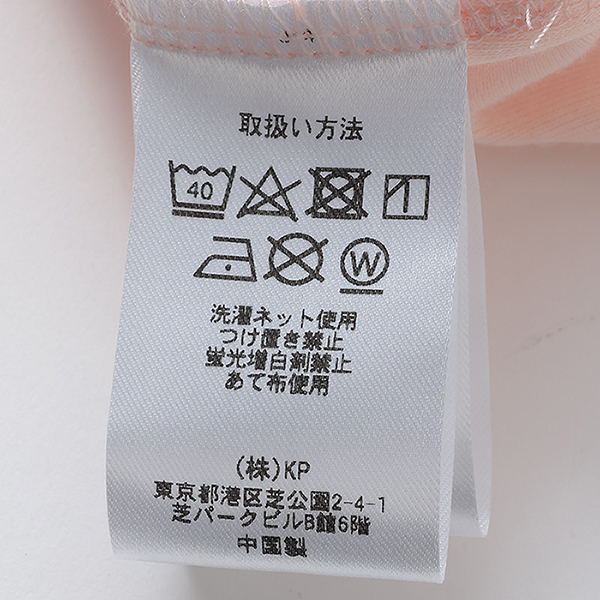 取扱い方法
40
W
洗濯ネット使用
つけ置き禁止
蛍光増白剤禁止
あて布使用
(株)KP
東京都港区芝公園2-4-1
芝パークビルB館6階
中国製